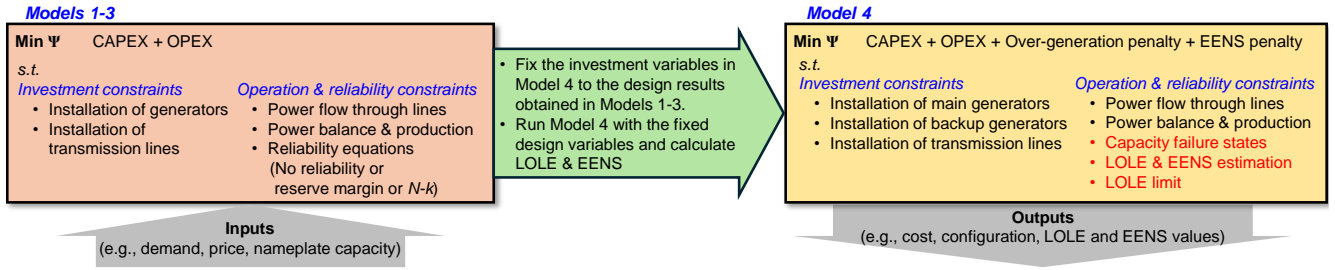 Models 1-3
Min Ψ CAPEX + OPEX
s.t.
Investment constraints
• Installation of generators
• Installation of
transmission lines
Operation & reliability constraints
• Power flow through lines
• Power balance & production
• Reliability equations
(No reliability or
reserve margin or N-k)
Inputs
(e.g., demand, price, nameplate capacity)
• Fix the investment variables in
Model 4 to the design results
obtained in Models 1-3.
• Run Model 4 with the fixed
design variables and calculate
LOLE & EENS
Model 4
Min Ψ CAPEX + OPEX + Over-generation penalty + EENS penalty
s.t.
Investment constraints
• Installation of main generators
• Installation of backup generators
• Installation of transmission lines
Operation & reliability constraints
• Power flow through lines
• Power balance & production
• Capacity failure states
• LOLE & EENS estimation
• LOLE limit
Outputs
(e.g., cost, configuration, LOLE and EENS values)